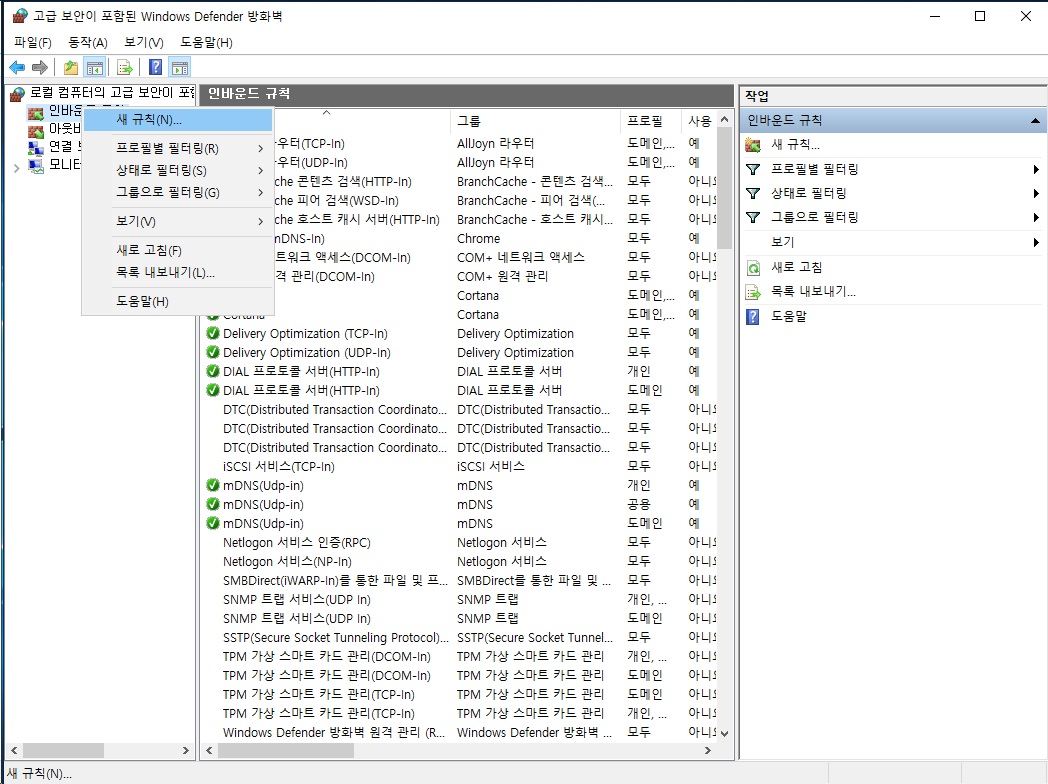 고급 보안이 포함된 Windows Defender 방화벽
파일(F) 동작(A) 보기(V) 도움말(H)
로컬 컴퓨터의 고급 보안이 포함
인바운드 규칙
아웃바
연결 보
모니터
새 규칙(N)...
프로필별 필터링(R)
상태로 필터링(S)
그룹으로 필터링(G)
보기(V)
새로 고침(F)
목록 내보내기(L)...
도움말(H)
인바운드 규칙
그룹 프로필 사용
우터(TCP-In) AllJoyn 라우터 도메인,... 예
우터(UDP-In) AllJoyn 라우터 도메인,... 예
che 콘텐츠 검색(HTTP-In) BranchCache - 콘텐츠 검색... 모두 아니요
che 피어 검색(WSD-In) BranchCache - 피어 검색(... 모두 아니요
che 호스트 캐시 서버(HTTP-In) BranchCache - 호스트 캐시... 모두 아니요
mDNS-In) Chrome 모두 예
트워크 액세스(DCOM-In) COM+ 네트워크 액세스 모두 아니요
격 관리(DCOM-In) COM+ 원격 관리 모두 아니요
Cortana 도메인,... 예
Cortana Cortana 도메인,... 예
Delivery Optimization (TCP-In) Delivery Optimization 모두 예
Delivery Optimization (UDP-In) Delivery Optimization 모두 예
DIAL 프로토콜 서버(HTTP-In) DIAL 프로토콜 서버 개인 예
DIAL 프로토콜 서버(HTTP-In) DIAL 프로토콜 서버 도메인 예
DTC(Distributed Transaction Coordinato... DTC(Distributed Transactio... 모두 아니요
DTC(Distributed Transaction Coordinato... DTC(Distributed Transactio... 모두 아니요
DTC(Distributed Transaction Coordinato... DTC(Distributed Transactio... 모두 아니요
iSCSI 서비스(TCP-In) iSCSI 서비스 모두 아니요
mDNS(Udp-in) mDNS 개인 예
mDNS(Udp-in) mDNS 공용 예
mDNS(Udp-in) mDNS 도메인 예
Netlogon 서비스 인증(RPC) Netlogon 서비스 모두 아니요
Netlogon 서비스(NP-In) Netlogon 서비스 모두 아니요
SMBDirect(iWARP-In)를 통한 파일 및 프... SMBDirect를 통한 파일 및 ... 모두 아니요
SNMP 트랩 서비스(UDP In) SNMP 트랩 개인, ... 아니요
SNMP 트랩 서비스(UDP In) SNMP 트랩 도메인 아니요
SSTP(Secure Socket Tunneling Protocol)... SSTP(Secure Socket Tunnel... 모두 아니요
TPM 가상 스마트 카드 관리(DCOM-In) TPM 가상 스마트 카드 관리 개인, ... 아니요
TPM 가상 스마트 카드 관리(DCOM-In) TPM 가상 스마트 카드 관리 도메인 아니요
TPM 가상 스마트 카드 관리(TCP-In) TPM 가상 스마트 카드 관리 도메인 아니요
TPM 가상 스마트 카드 관리(TCP-In) TPM 가상 스마트 카드 관리 개인, ... 아니요
Windows Defender 방화벽 원격 관리 (R... Windows Defender 방화벽 ... 모두 아니요
작업
인바운드 규칙
새 규칙...
프로필별 필터링
상태로 필터링
그룹으로 필터링
보기
새로 고침
목록 내보내기...
도움말
새 규칙(N)...